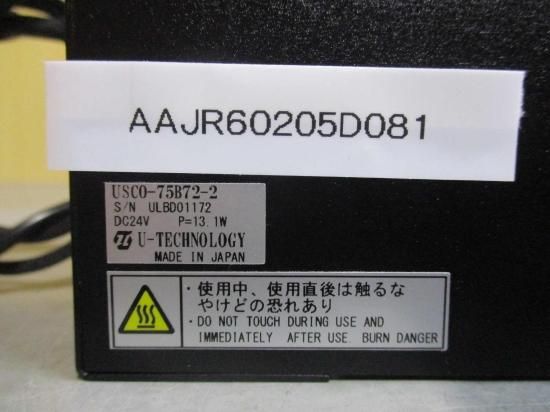 AAJR60205D081
USCO-75B72-2
S/N ULBD01172
DC24V P=13.1W
U-TECHNOLOGY
MADE IN JAPAN
・使用中、使用直後は触るな
やけどの恐れあり
・DO NOT TOUCH DURING USE AND
IMMEDIATELY AFTER USE. BURN DANGER